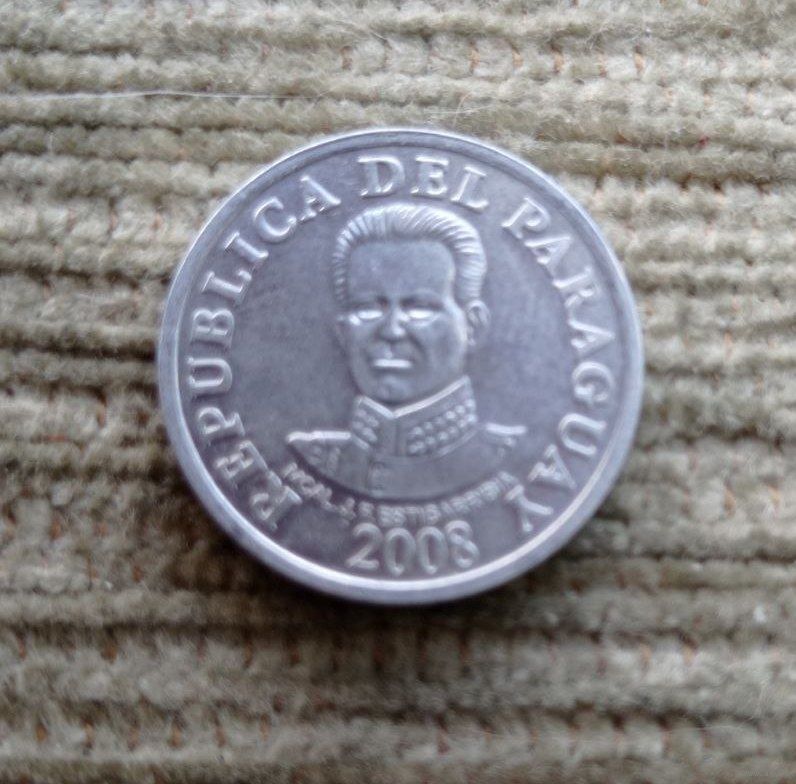 REPUBLICA DEL PARAGUAY
MCAL. J. F. ESTIGARRIBIA
2008